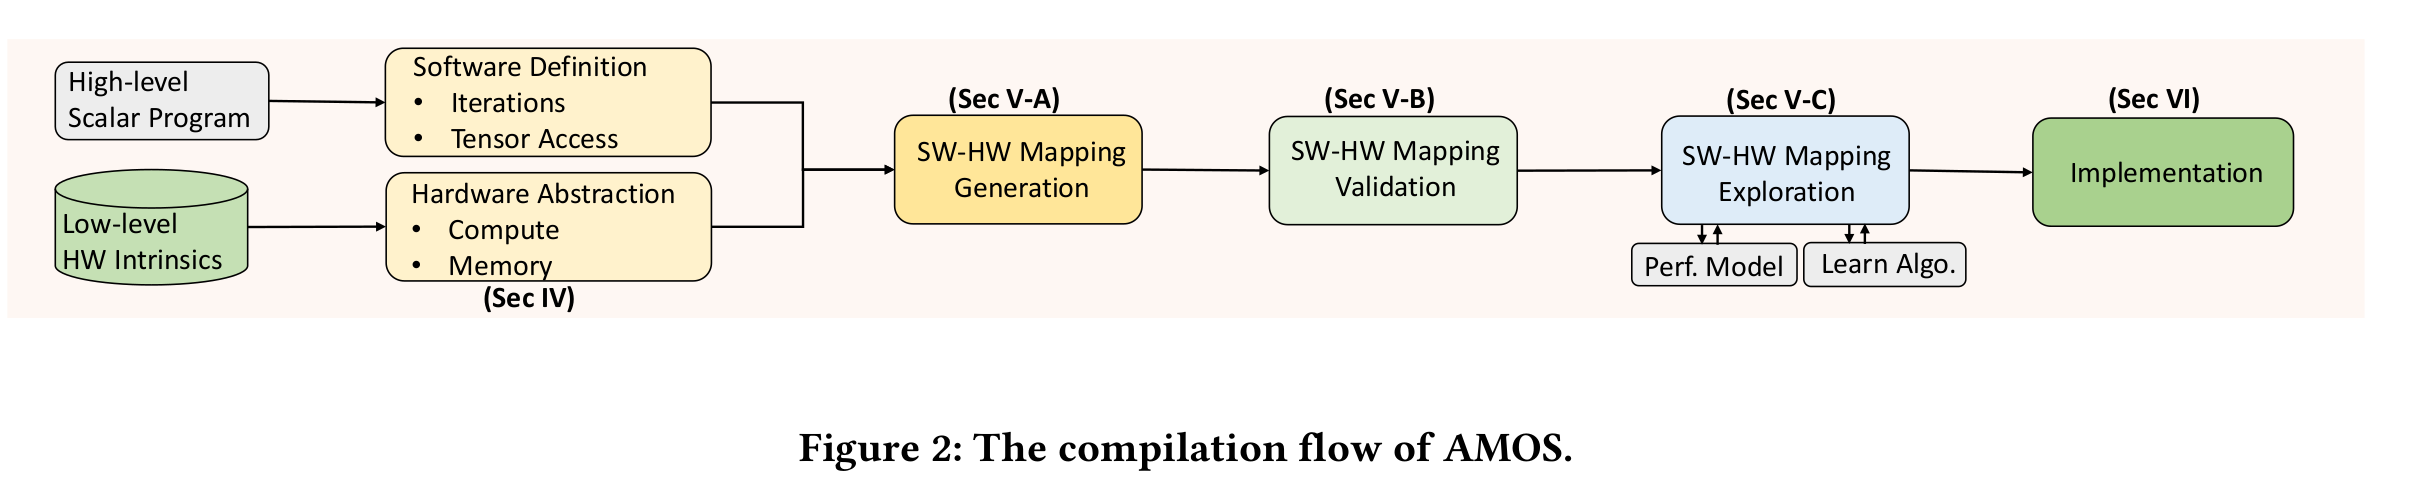 High-level
Scalar Program
Software Definition
• Iterations
• Tensor Access
Low-level
HW Intrinsics
Hardware Abstraction
• Compute
• Memory
(Sec IV)
(Sec V-A)
SW-HW Mapping
Generation
(Sec V-B)
SW-HW Mapping
Validation
(Sec V-C)
SW-HW Mapping
Exploration
Perf. Model
Learn Algo.
(Sec VI)
Implementation
Figure 2: The compilation flow of AMOS.